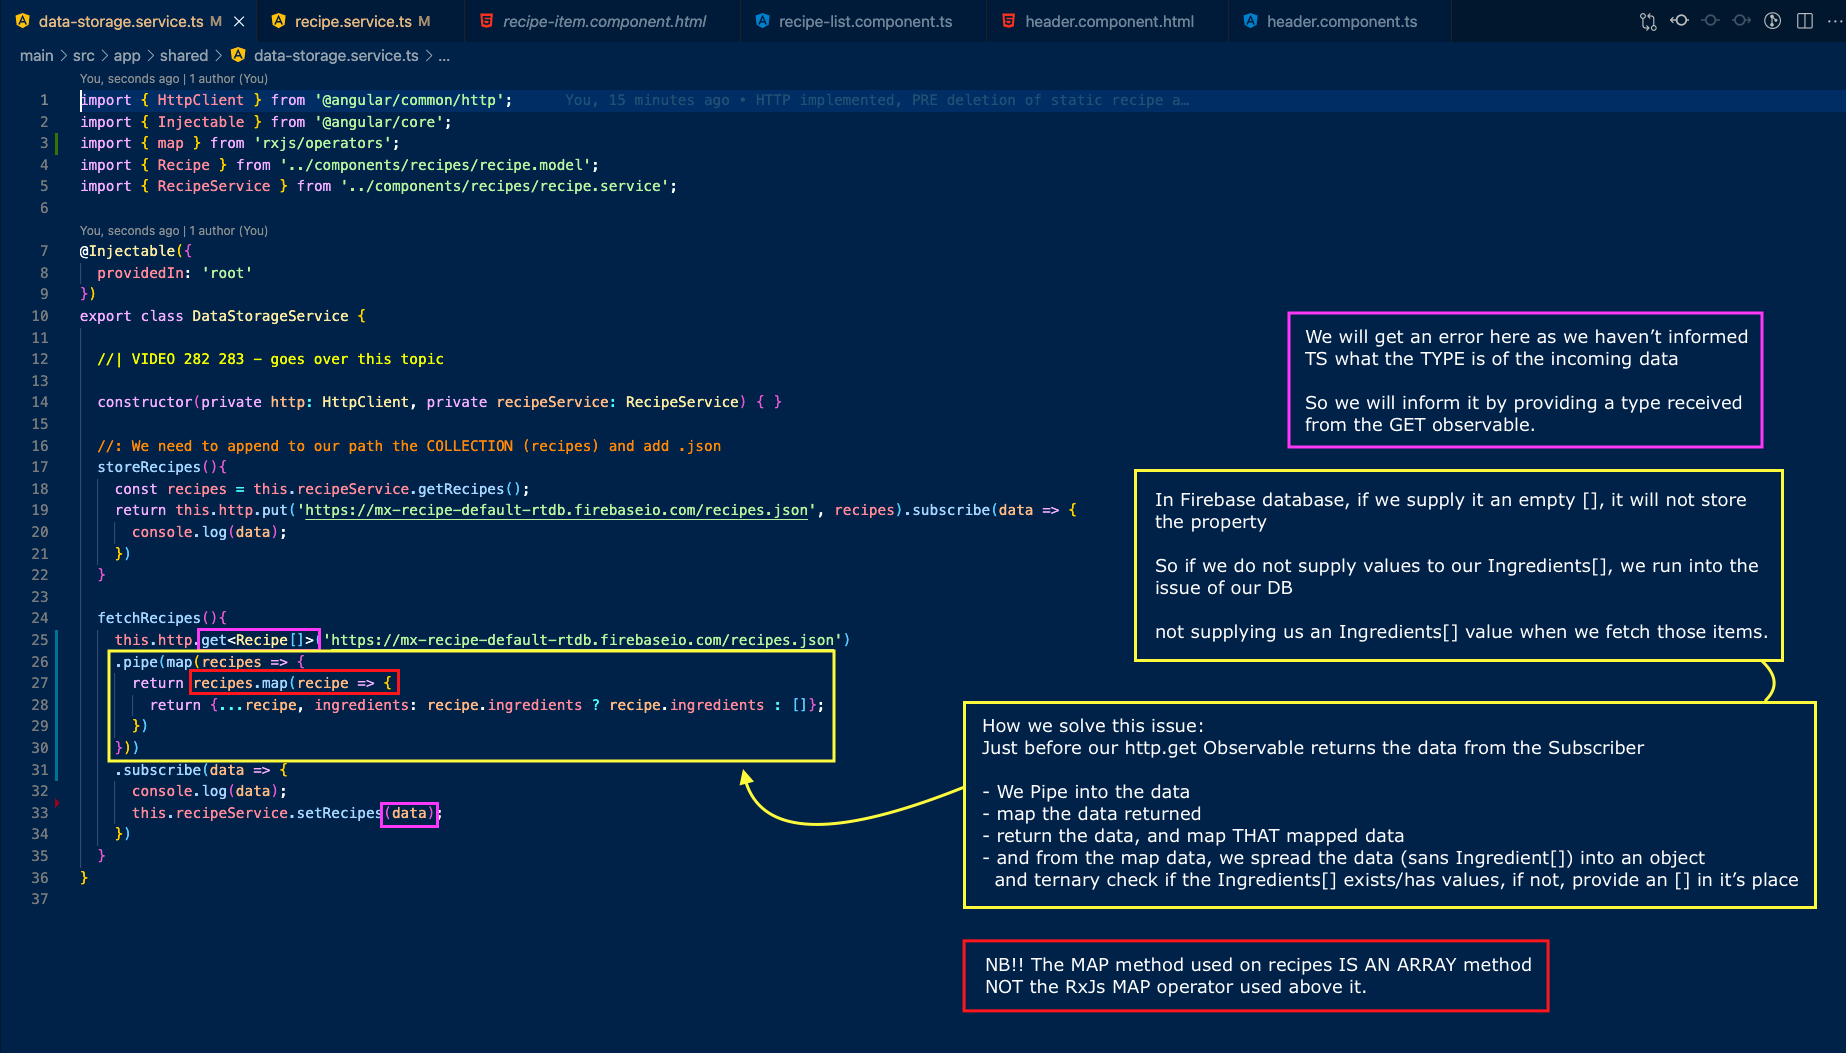 data-storage.service.ts M
recipe.service.ts M
recipe-item.component.html
recipe-list.component.ts
header.component.html
header.component.ts
main > src > app > shared > data-storage.service.ts > ...
You, seconds ago | 1 author (You)
1 import { HttpClient } from '@angular/common/http'; You, 15 minutes ago • HTTP implemented, PRE deletion of static recipe a…
2 import { Injectable } from '@angular/core';
3 import { map } from 'rxjs/operators';
4 import { Recipe } from '../components/recipes/recipe.model';
5 import { RecipeService } from '../components/recipes/recipe.service';
6
You, seconds ago | 1 author (You)
7 @Injectable({
8 providedIn: 'root'
9 })
10 export class DataStorageService {
11
12 //| VIDEO 282 283 – goes over this topic
13
14 constructor(private http: HttpClient, private recipeService: RecipeService) { }
15
16 //: We need to append to our path the COLLECTION (recipes) and add .json
17 storeRecipes(){
18 const recipes = this.recipeService.getRecipes();
19 return this.http.put('https://mx-recipe-default-rtdb.firebaseio.com/recipes.json', recipes).subscribe(data => {
20 console.log(data);
21 })
22 }
23
24 fetchRecipes(){
25 this.http.get<Recipe[]>('https://mx-recipe-default-rtdb.firebaseio.com/recipes.json')
26 .pipe(map(recipes => {
27 return recipes.map(recipe => {
28 return {...recipe, ingredients: recipe.ingredients ? recipe.ingredients : []};
29 })
30 }))
31 .subscribe(data => {
32 console.log(data);
33 this.recipeService.setRecipes(data);
34 })
35 }
36 }
37
We will get an error here as we haven’t informed
TS what the TYPE is of the incoming data
So we will inform it by providing a type received
from the GET observable.
In Firebase database, if we supply it an empty [], it will not store
the property
So if we do not supply values to our Ingredients[], we run into the
issue of our DB
not supplying us an Ingredients[] value when we fetch those items.
How we solve this issue:
Just before our http.get Observable returns the data from the Subscriber
- We Pipe into the data
- map the data returned
- return the data, and map THAT mapped data
- and from the map data, we spread the data (sans Ingredient[]) into an object
and ternary check if the Ingredients[] exists/has values, if not, provide an [] in it’s place
NB!! The MAP method used on recipes IS AN ARRAY method
NOT the RxJs MAP operator used above it.